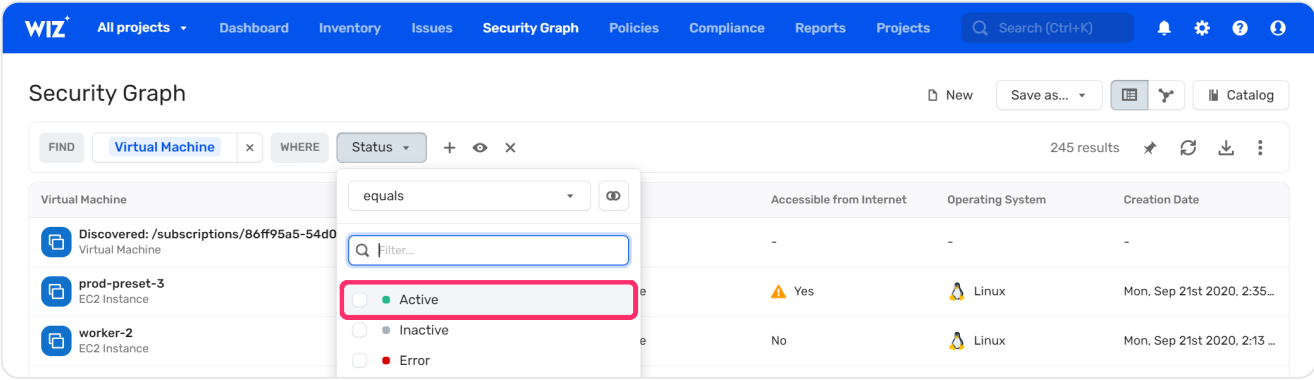 WIZ All projects Dashboard Inventory Issues Security Graph Policies Compliance Reports Projects Search (Ctrl+K)
Security Graph New Save as... Catalog
FIND Virtual Machine × WHERE Status 245 results
Virtual Machine equals Accessible from Internet Operating System Creation Date
Discovered: /subscriptions/86ff95a5-54d0
Virtual Machine - - -
Filter...
prod-preset-3
EC2 Instance Active e Yes Linux Mon, Sep 21st 2020, 2:35...
Inactive
worker-2
EC2 Instance e No Linux Mon, Sep 21st 2020, 2:13 ...
Error